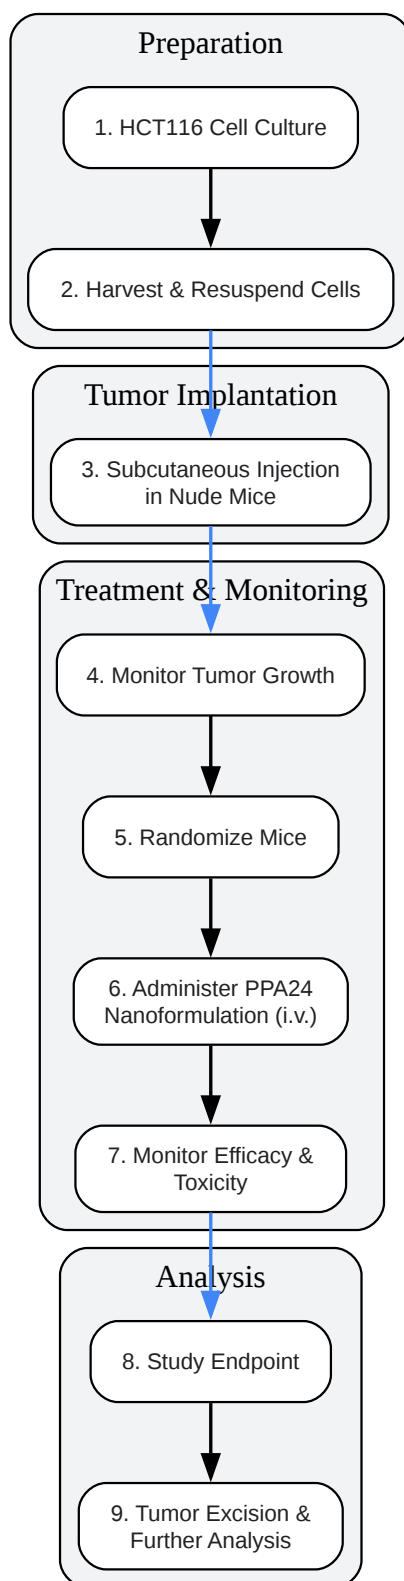 Preparation
1. HCT116 Cell Culture
2. Harvest & Resuspend Cells
Tumor Implantation
3. Subcutaneous Injection
in Nude Mice
Treatment & Monitoring
4. Monitor Tumor Growth
5. Randomize Mice
6. Administer PPA24
Nanoformulation (i.v.)
7. Monitor Efficacy &
Toxicity
Analysis
8. Study Endpoint
9. Tumor Excision &
Further Analysis